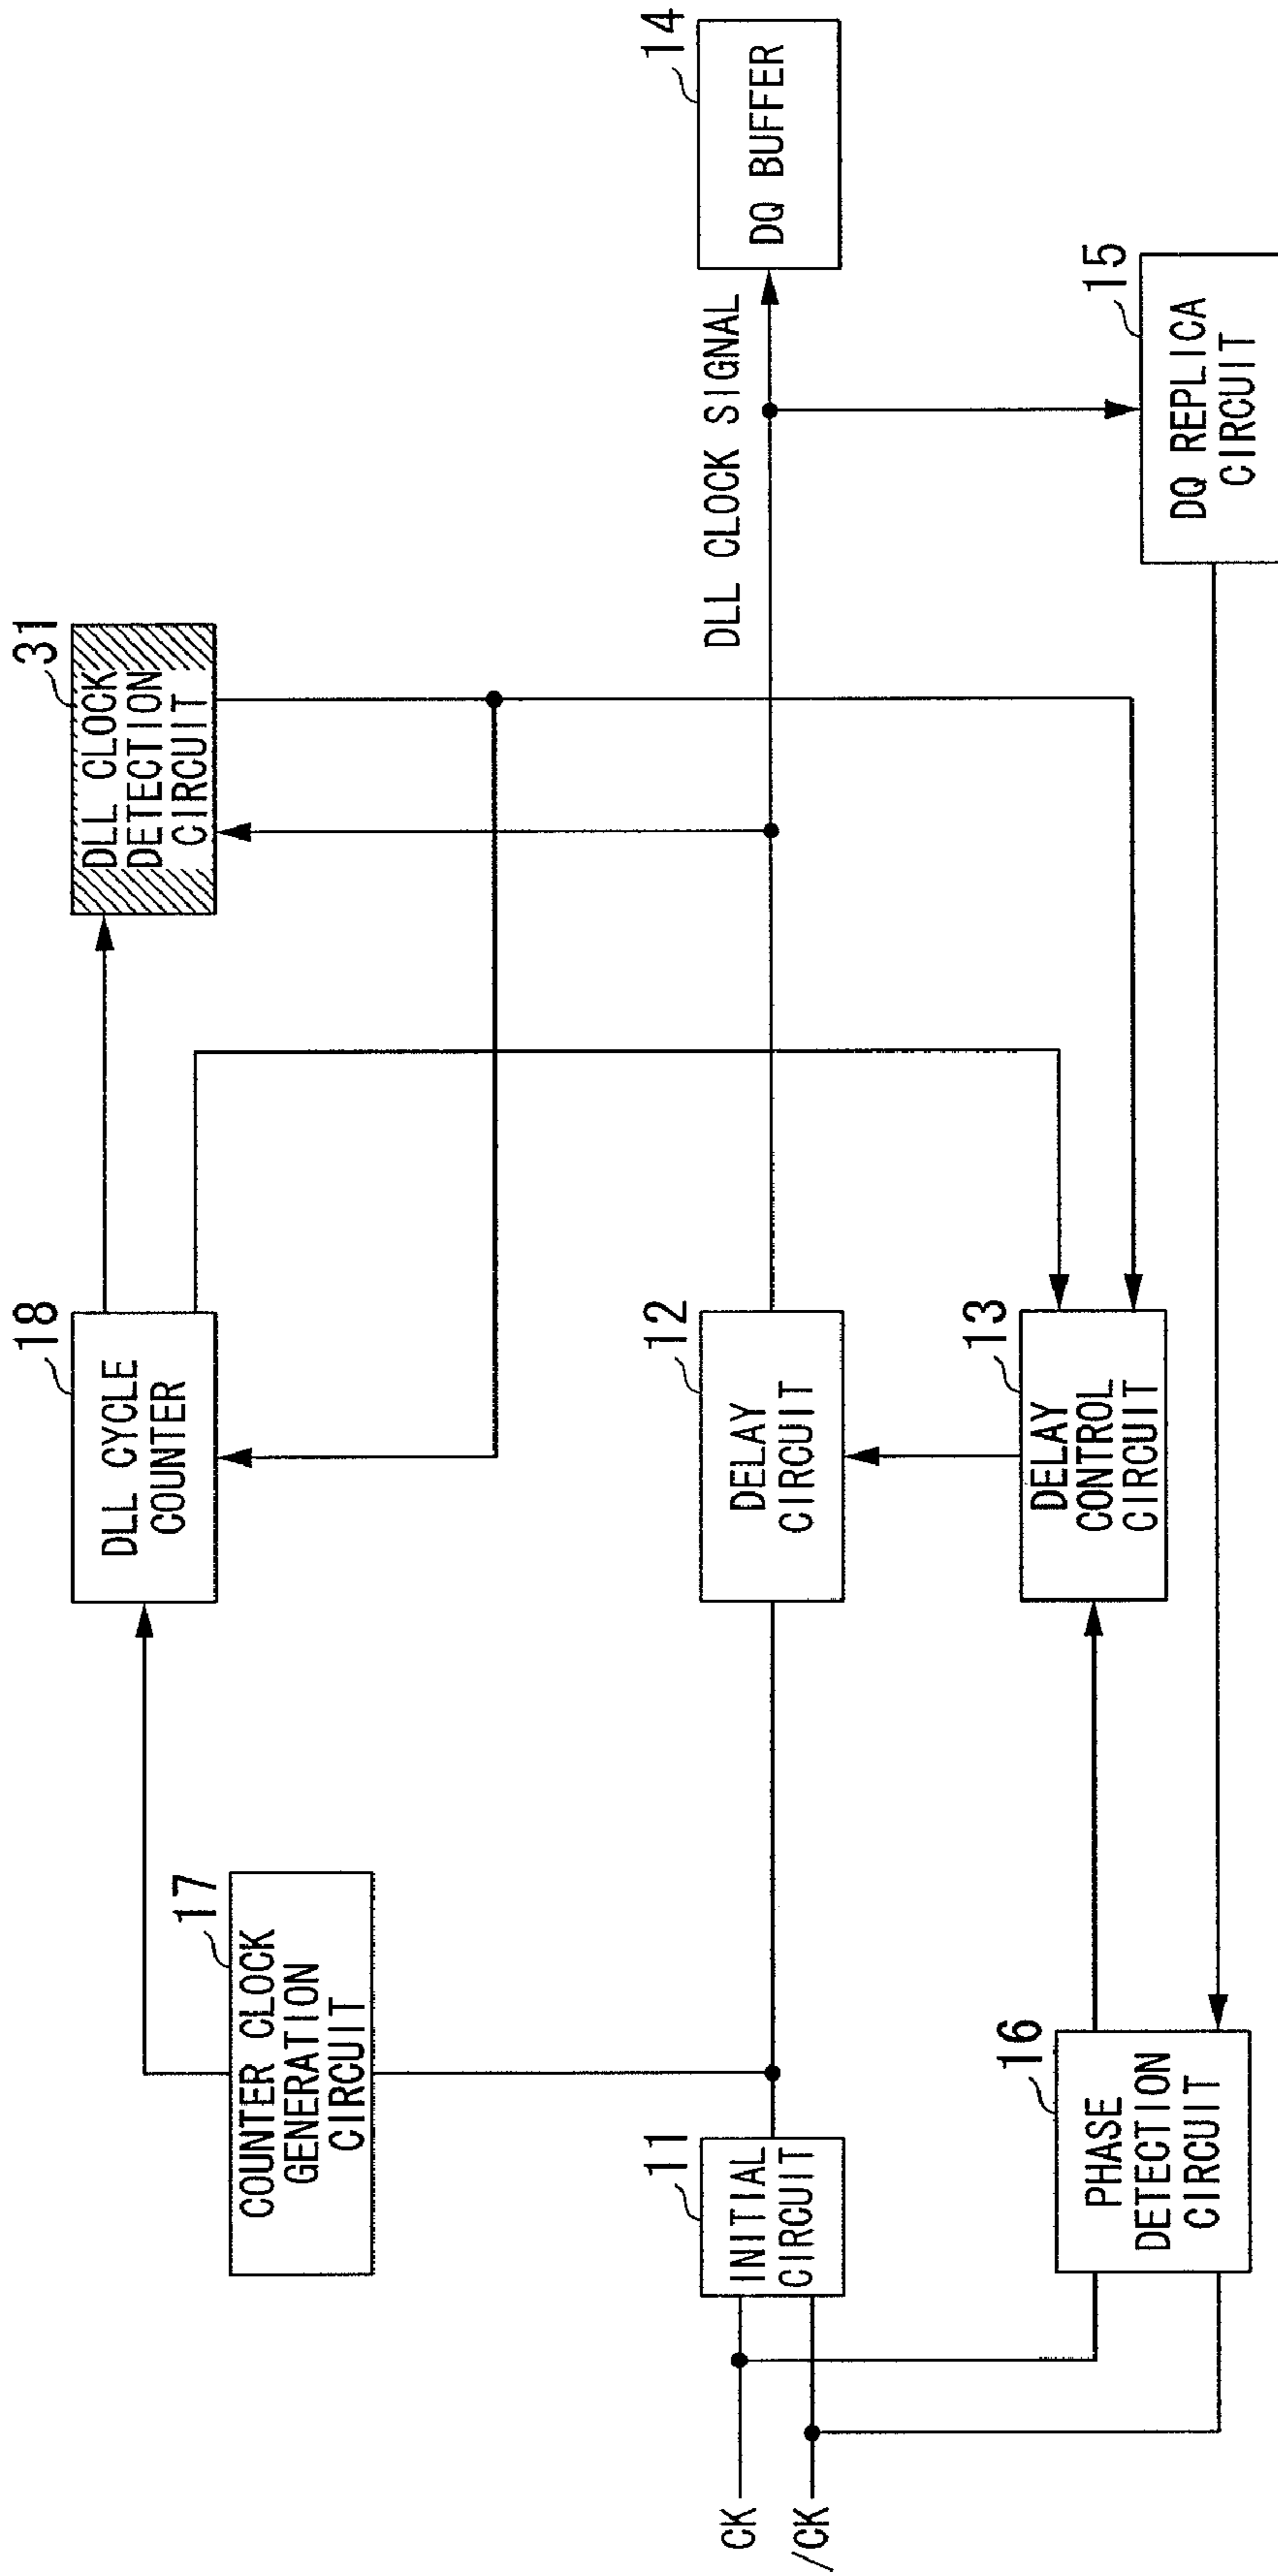 17
COUNTER CLOCK
GENERATION
CIRCUIT
18
DLL CYCLE
COUNTER
31
DLL CLOCK
DETECTION
CIRCUIT
CK
/CK
11
INITIAL
CIRCUIT
12
DELAY
CIRCUIT
DLL CLOCK SIGNAL
14
DQ BUFFER
16
PHASE
DETECTION
CIRCUIT
13
DELAY
CONTROL
CIRCUIT
15
DQ REPLICA
CIRCUIT